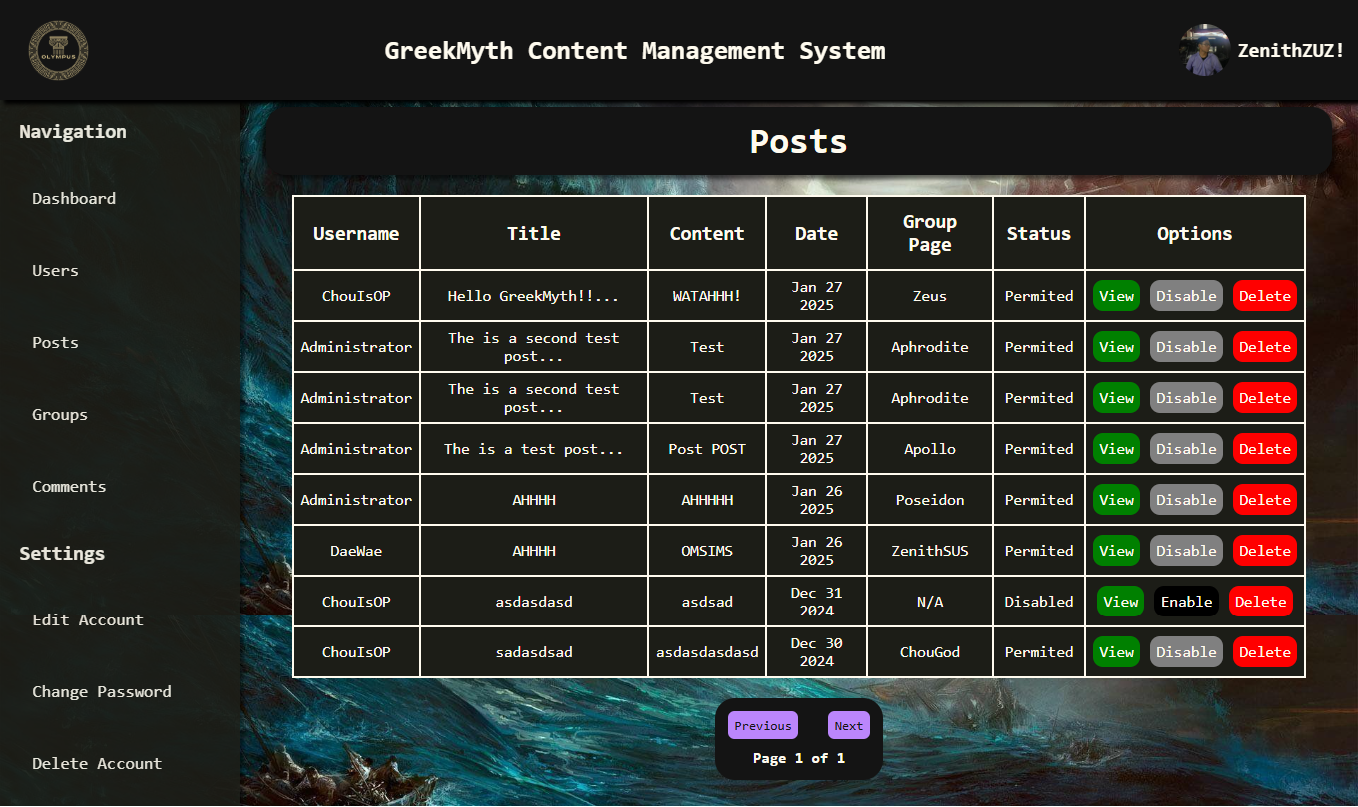 OLYMPUS
GreekMyth Content Management System
ZenithZUZ!
Navigation
Dashboard
Users
Posts
Groups
Comments
Settings
Edit Account
Change Password
Delete Account
Posts
Username Title Content Date Group Page Status Options
ChouIsOP Hello GreekMyth!!... WATAHHH! Jan 27 2025 Zeus Permited View Disable Delete
Administrator The is a second test post... Test Jan 27 2025 Aphrodite Permited View Disable Delete
Administrator The is a second test post... Test Jan 27 2025 Aphrodite Permited View Disable Delete
Administrator The is a test post... Post POST Jan 27 2025 Apollo Permited View Disable Delete
Administrator AHHHH AHHHHH Jan 26 2025 Poseidon Permited View Disable Delete
DaeWae AHHHH OMSIMS Jan 26 2025 ZenithSUS Permited View Disable Delete
ChouIsOP asdasdasd asdsad Dec 31 2024 N/A Disabled View Enable Delete
ChouIsOP sadasdsad asdasdasdasd Dec 30 2024 ChouGod Permited View Disable Delete
Previous Next
Page 1 of 1